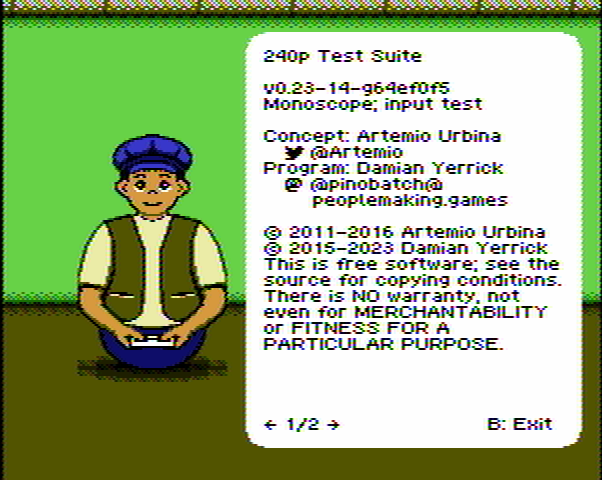 240p Test Suite
v0.23-14-g64ef0f5
Monoscope; input test
Concept: Artemio Urbina
@Artemio
Program: Damian Yerrick
@pinobatch@
peoplemaking.games
© 2011-2016 Artemio Urbina
© 2015-2023 Damian Yerrick
This is free software; see the
source for copying conditions.
There is NO warranty, not
even for MERCHANTABILITY
or FITNESS FOR A
PARTICULAR PURPOSE.
← 1/2 → B: Exit